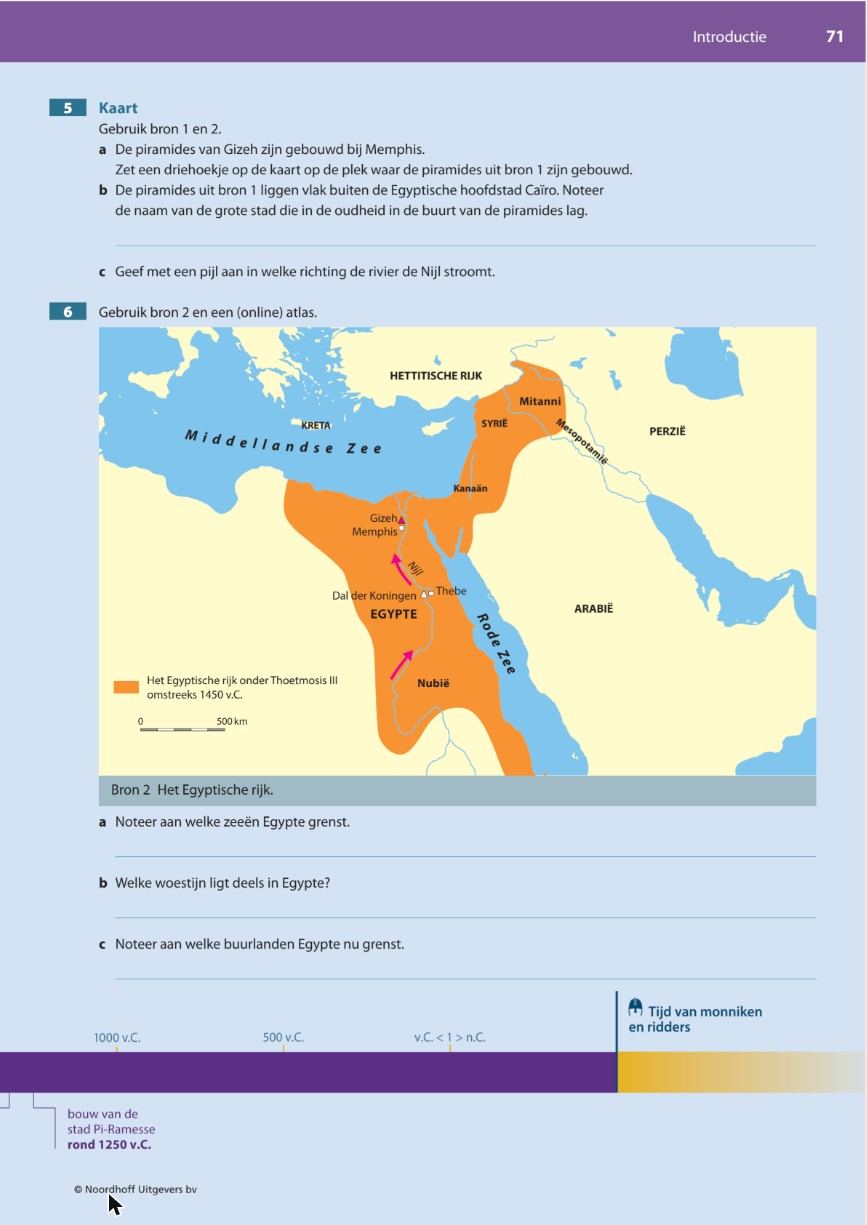 Introductie 71
5 Kaart
Gebruik bron 1 en 2.
a De piramides van Gizeh zijn gebouwd bij Memphis.
Zet een driehoekje op de kaart op de plek waar de piramides uit bron 1 zijn gebouwd.
b De piramides uit bron 1 liggen vlak buiten de Egyptische hoofdstad Caïro. Noteer
de naam van de grote stad die in de oudheid in de buurt van de piramides lag.
c Geef met een pijl aan in welke richting de rivier de Nijl stroomt.
6 Gebruik bron 2 en een (online) atlas.
HETTITISCHE RIJK
Mitanni
KRETA
SYRIË
Mesopotamië
PERZIË
Middellandse Zee
Kanaän
Gizeh
Memphis
Nijl
Dal der Koningen
Thebe
EGYPTE
ARABIË
Rode Zee
Nubië
Het Egyptische rijk onder Thoetmosis III
omstreeks 1450 v.C.
0 500 km
Bron 2 Het Egyptische rijk.
a Noteer aan welke zeeën Egypte grenst.
b Welke woestijn ligt deels in Egypte?
c Noteer aan welke buurlanden Egypte nu grenst.
Tijd van monniken
en ridders
1000 v.C. 500 v.C. v.C. < 1 > n.C.
bouw van de
stad Pi-Ramesse
rond 1250 v.C.
© Noordhoff Uitgevers bv